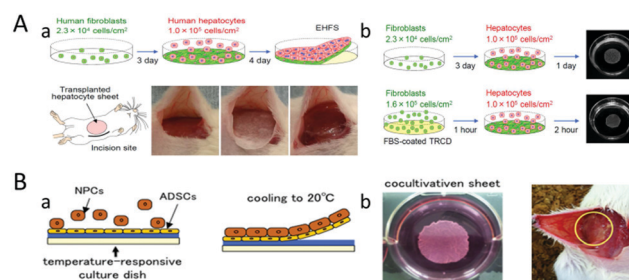 A
a
Human fibroblasts
2.3 × 10⁴ cells/cm²
Human hepatocytes
1.0 × 10⁵ cells/cm²
EHFS
3 day
4 day
Transplanted
hepatocyte sheet
Incision site
b
Fibroblasts
2.3 × 10⁴ cells/cm²
Hepatocytes
1.0 × 10⁵ cells/cm²
3 day
1 day
Fibroblasts
1.6 × 10⁵ cells/cm²
Hepatocytes
1.0 × 10⁵ cells/cm²
1 hour
2 hour
FBS-coated TRCD
B
a
NPCs
ADSCs
cooling to 20℃
temperature-responsive
culture dish
b
cocultivativen sheet